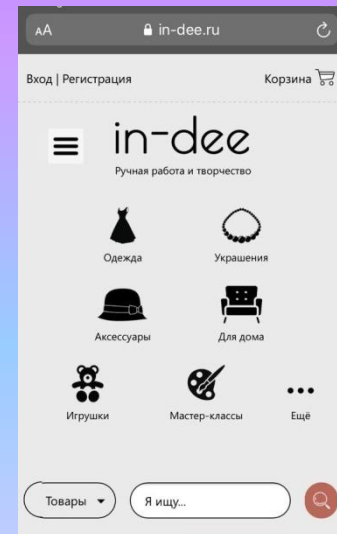 AA in-dee.ru
Вход | Регистрация Корзина
in-dee
Ручная работа и творчество
Одежда Украшения
Аксессуары Для дома
Игрушки Мастер-классы Ещё
Товары Я ищу...